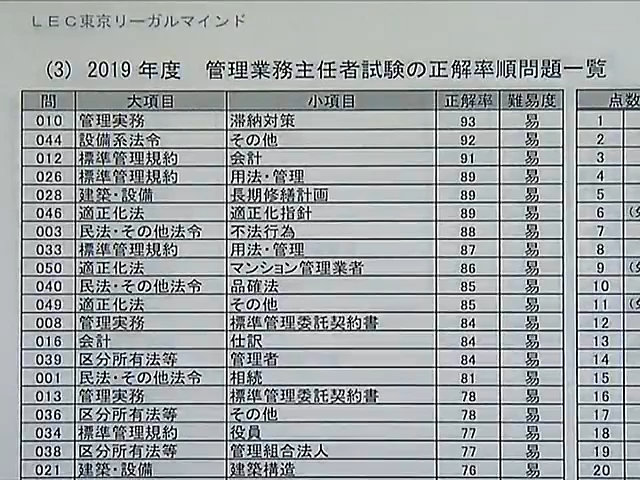 LEC東京リーガルマインド
(3) 2019年度 管理業務主任者試験の正解率順問題一覧
問 大項目 小項目 正解率 難易度 点数
010 管理実務 滞納対策 93 易 1
044 設備系法令 その他 92 易 2
012 標準管理規約 会計 91 易 3
026 標準管理規約 用法・管理 89 易 4
028 建築・設備 長期修繕計画 89 易 5
046 適正化法 適正化指針 89 易 6
003 民法・その他法令 不法行為 88 易 7
033 標準管理規約 用法・管理 87 易 8
050 適正化法 マンション管理業者 86 易 9
040 民法・その他法令 品確法 85 易 10
049 適正化法 その他 85 易 11
008 管理実務 標準管理委託契約書 84 易 12
016 会計 仕訳 84 易 13
039 区分所有法等 管理者 84 易 14
001 民法・その他法令 相続 81 易 15
013 管理実務 標準管理委託契約書 78 易 16
036 区分所有法等 その他 78 易 17
034 標準管理規約 役員 77 易 18
038 区分所有法等 管理組合法人 77 易 19
021 建築・設備 建築構造 76 易 20